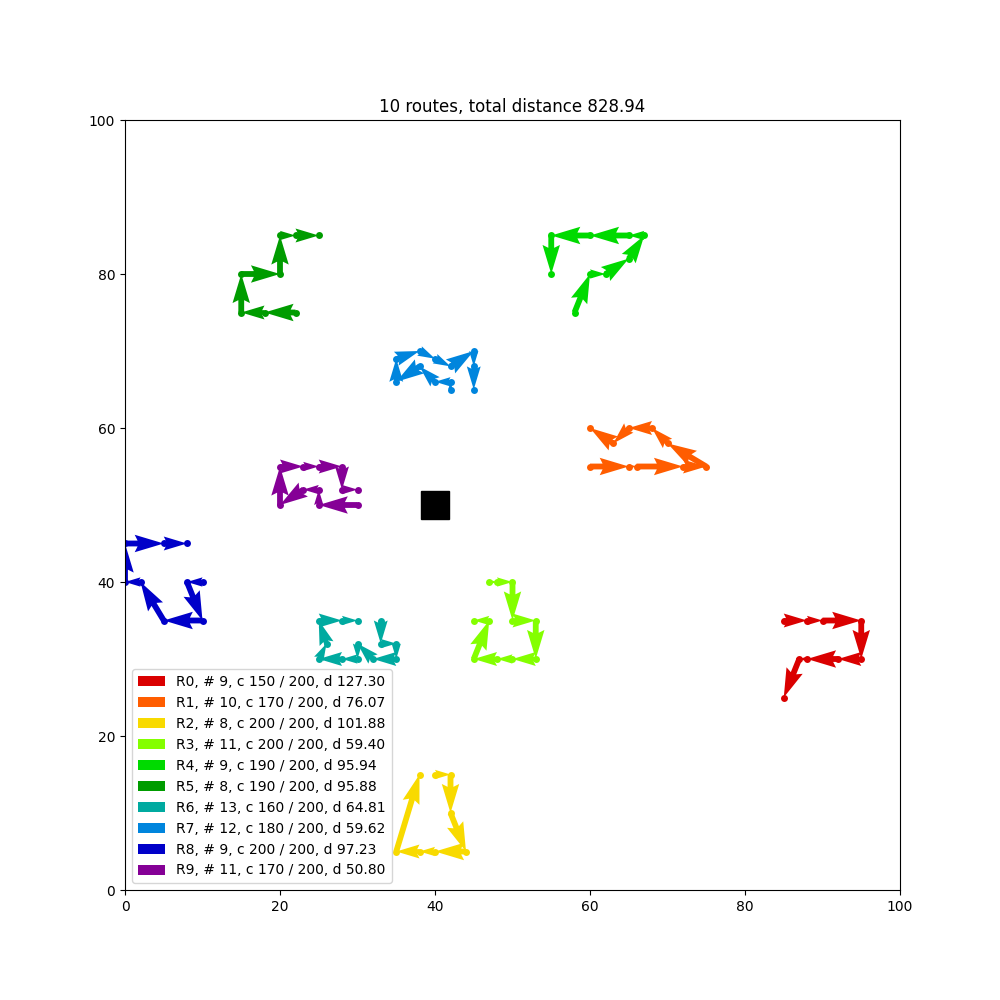 10 routes, total distance 828.94
100
80
60
40
20
0
R0, # 9, c 150 / 200, d 127.30
R1, # 10, c 170 / 200, d 76.07
R2, # 8, c 200 / 200, d 101.88
R3, # 11, c 200 / 200, d 59.40
R4, # 9, c 190 / 200, d 95.94
R5, # 8, c 190 / 200, d 95.88
R6, # 13, c 160 / 200, d 64.81
R7, # 12, c 180 / 200, d 59.62
R8, # 9, c 200 / 200, d 97.23
R9, # 11, c 170 / 200, d 50.80
0 20 40 60 80 100